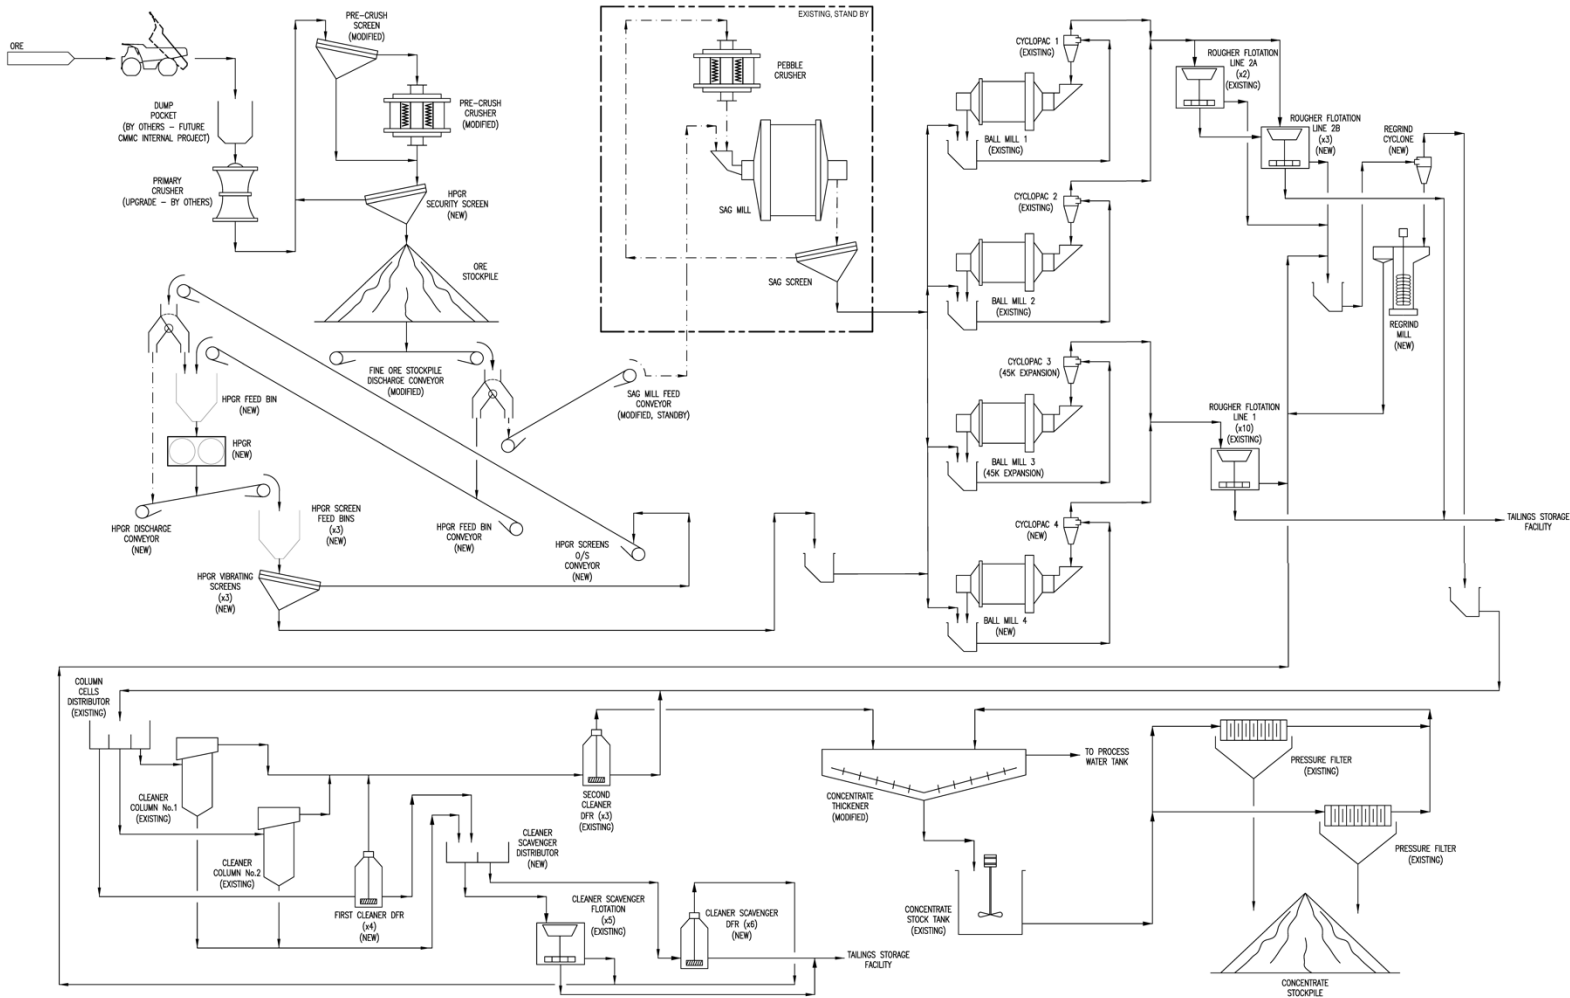 ORE
DUMP
POCKET
(BY OTHERS - FUTURE
CMMC INTERNAL PROJECT)
PRIMARY
CRUSHER
(UPGRADE - BY OTHERS)
PRE-CRUSH
SCREEN
(MODIFIED)
PRE-CRUSH
CRUSHER
(MODIFIED)
HPGR
SECURITY SCREEN
(NEW)
ORE
STOCKPILE
FINE ORE STOCKPILE
DISCHARGE CONVEYOR
(MODIFIED)
HPGR FEED BIN
(NEW)
HPGR
(NEW)
HPGR DISCHARGE
CONVEYOR
(NEW)
HPGR SCREEN
FEED BINS
(x3)
(NEW)
HPGR VIBRATING
SCREENS
(x3)
(NEW)
HPGR FEED BIN
CONVEYOR
(NEW)
HPGR SCREENS
O/S
CONVEYOR
(NEW)
SAG MILL FEED
CONVEYOR
(MODIFIED, STANDBY)
EXISTING, STAND BY
PEBBLE
CRUSHER
SAG MILL
SAG SCREEN
CYCLOPAC 1
(EXISTING)
BALL MILL 1
(EXISTING)
CYCLOPAC 2
(EXISTING)
BALL MILL 2
(EXISTING)
CYCLOPAC 3
(45K EXPANSION)
BALL MILL 3
(45K EXPANSION)
CYCLOPAC 4
(NEW)
BALL MILL 4
(NEW)
ROUGHER FLOTATION
LINE 2A
(x2)
(EXISTING)
ROUGHER FLOTATION
LINE 2B
(x3)
(NEW)
REGRIND
CYCLONE
(NEW)
REGRIND
MILL
(NEW)
ROUGHER FLOTATION
LINE 1
(x10)
(EXISTING)
TAILINGS STORAGE
FACILITY
COLUMN
CELLS
DISTRIBUTOR
(EXISTING)
CLEANER
COLUMN No.1
(EXISTING)
CLEANER
COLUMN No.2
(EXISTING)
FIRST CLEANER DFR
(x4)
(NEW)
CLEANER
SCAVENGER
DISTRIBUTOR
(NEW)
SECOND
CLEANER
DFR (x3)
(EXISTING)
CLEANER SCAVENGER
FLOTATION
(x5)
(EXISTING)
CLEANER SCAVENGER
DFR (x6)
(NEW)
TAILINGS STORAGE
FACILITY
CONCENTRATE
THICKENER
(MODIFIED)
TO PROCESS
WATER TANK
CONCENTRATE
STOCK TANK
(EXISTING)
PRESSURE FILTER
(EXISTING)
PRESSURE FILTER
(EXISTING)
CONCENTRATE
STOCKPILE